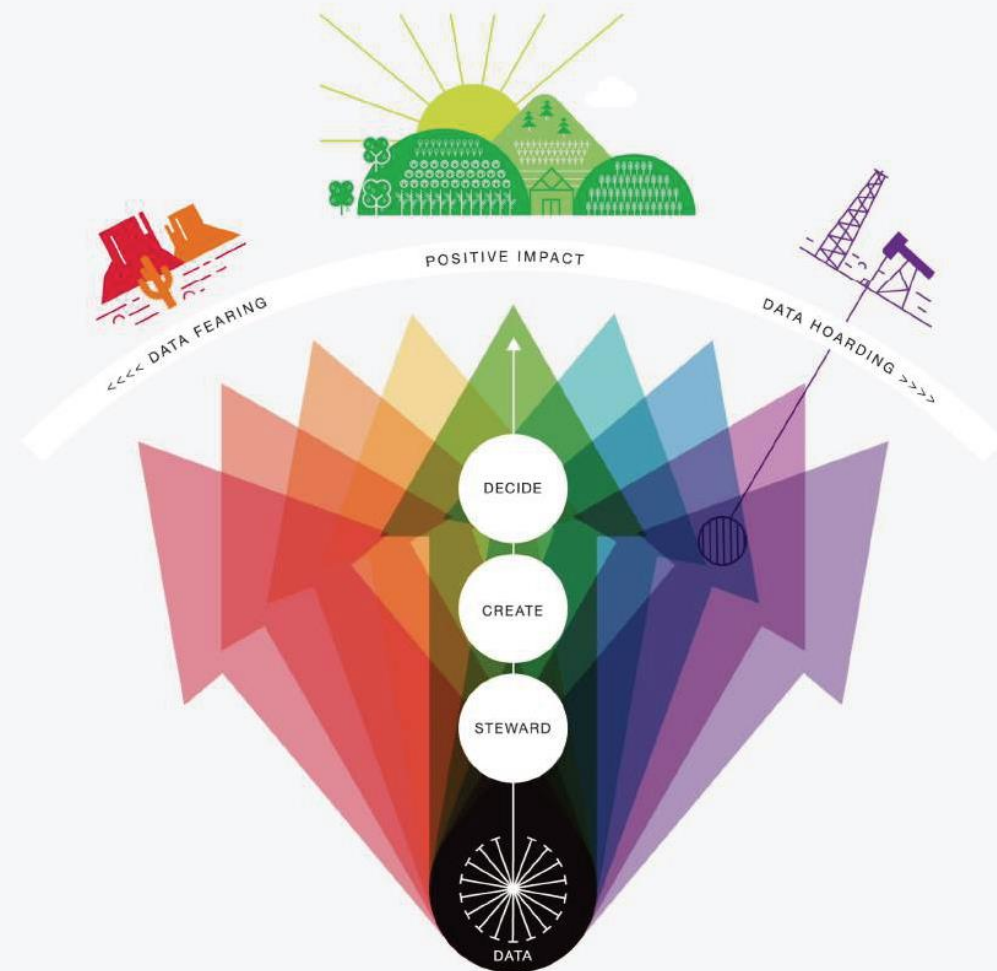 POSITIVE IMPACT
<<<< DATA FEARING
DATA HOARDING >>>>
DECIDE
CREATE
STEWARD
DATA